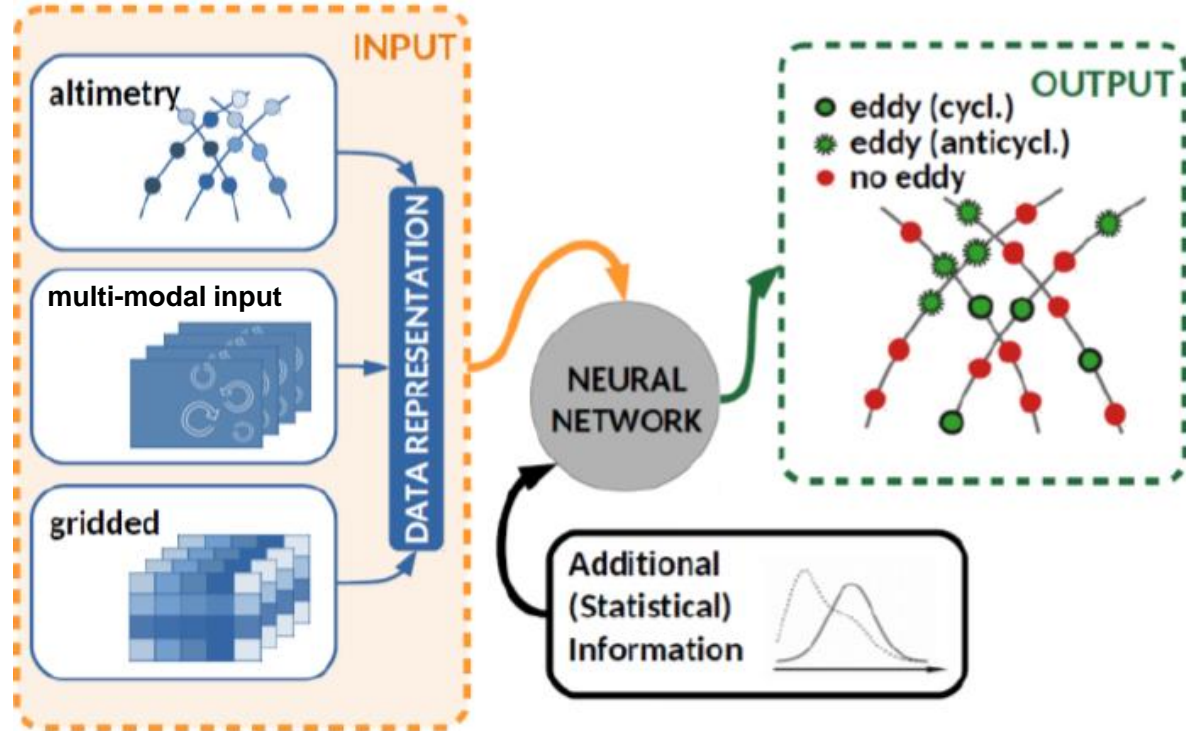 INPUT
altimetry
multi-modal input
gridded
DATA REPRESENTATION
NEURAL
NETWORK
Additional
(Statistical)
Information
OUTPUT
eddy (cycl.)
eddy (anticycl.)
no eddy